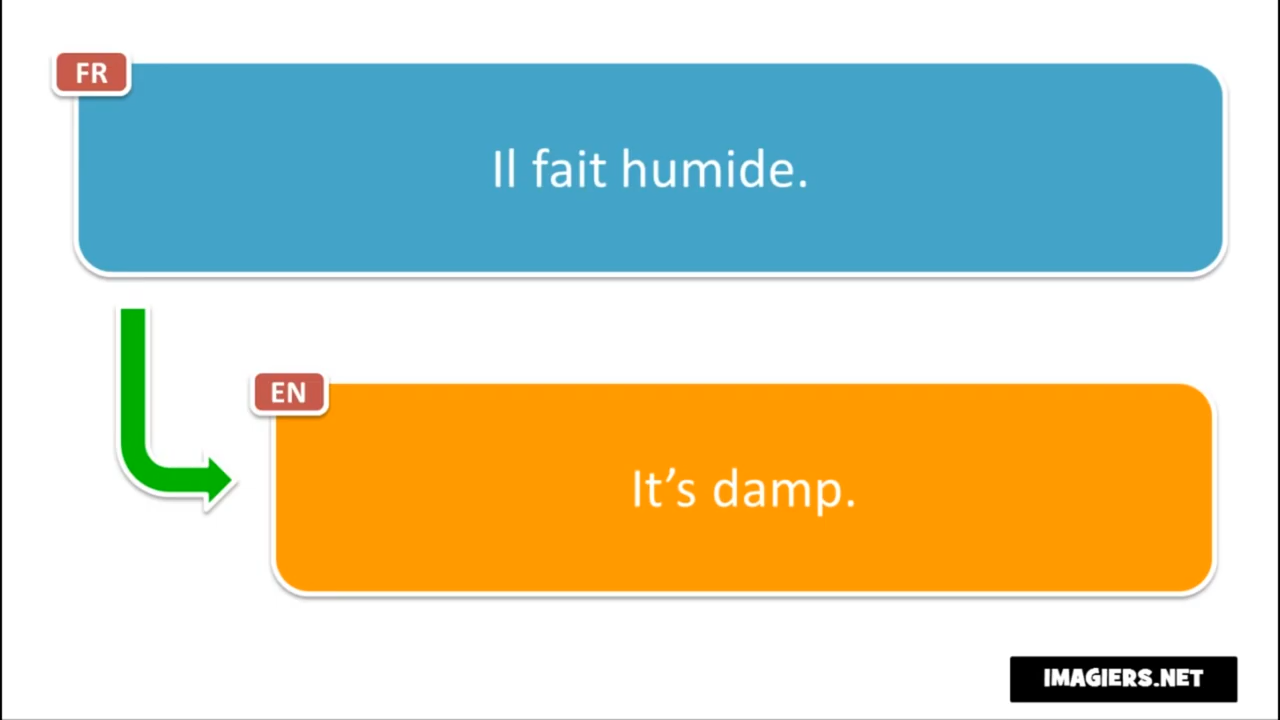 FR
Il fait humide.
EN
It’s damp.
IMAGIERS.NET